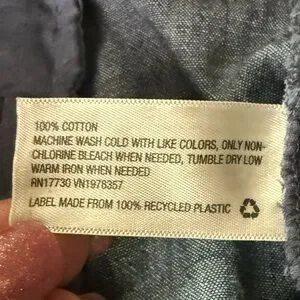 100% COTTON
MACHINE WASH COLD WITH LIKE COLORS, ONLY NON-
CHLORINE BLEACH WHEN NEEDED, TUMBLE DRY LOW
WARM IRON WHEN NEEDED
RN17730 VN1976357
LABEL MADE FROM 100% RECYCLED PLASTIC